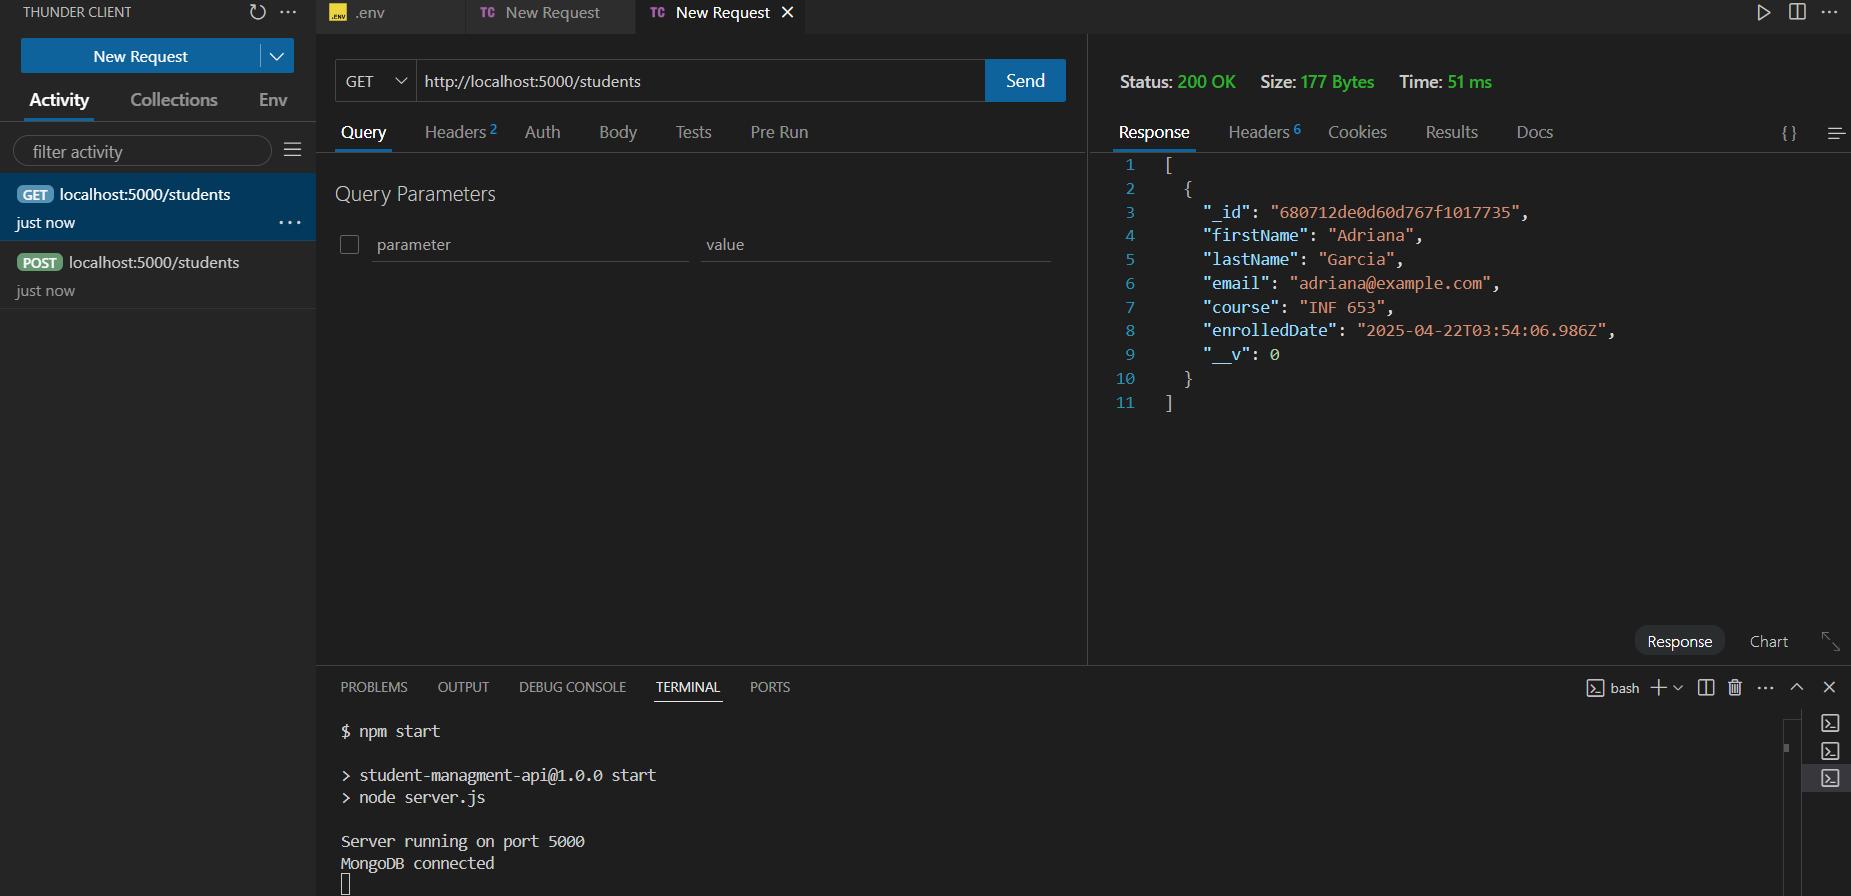 THUNDER CLIENT
New Request
Activity Collections Env
filter activity
GET localhost:5000/students
just now
POST localhost:5000/students
just now
.ENV .env TC New Request TC New Request
GET http://localhost:5000/students Send
Query Headers 2 Auth Body Tests Pre Run
Query Parameters
parameter value
Status: 200 OK Size: 177 Bytes Time: 51 ms
Response Headers 6 Cookies Results Docs {}
1 [
2 {
3 "_id": "680712de0d60d767f1017735",
4 "firstName": "Adriana",
5 "lastName": "Garcia",
6 "email": "adriana@example.com",
7 "course": "INF 653",
8 "enrolledDate": "2025-04-22T03:54:06.986Z",
9 "__v": 0
10 }
11 ]
Response Chart
PROBLEMS OUTPUT DEBUG CONSOLE TERMINAL PORTS bash
$ npm start
> student-managment-api@1.0.0 start
> node server.js
Server running on port 5000
MongoDB connected